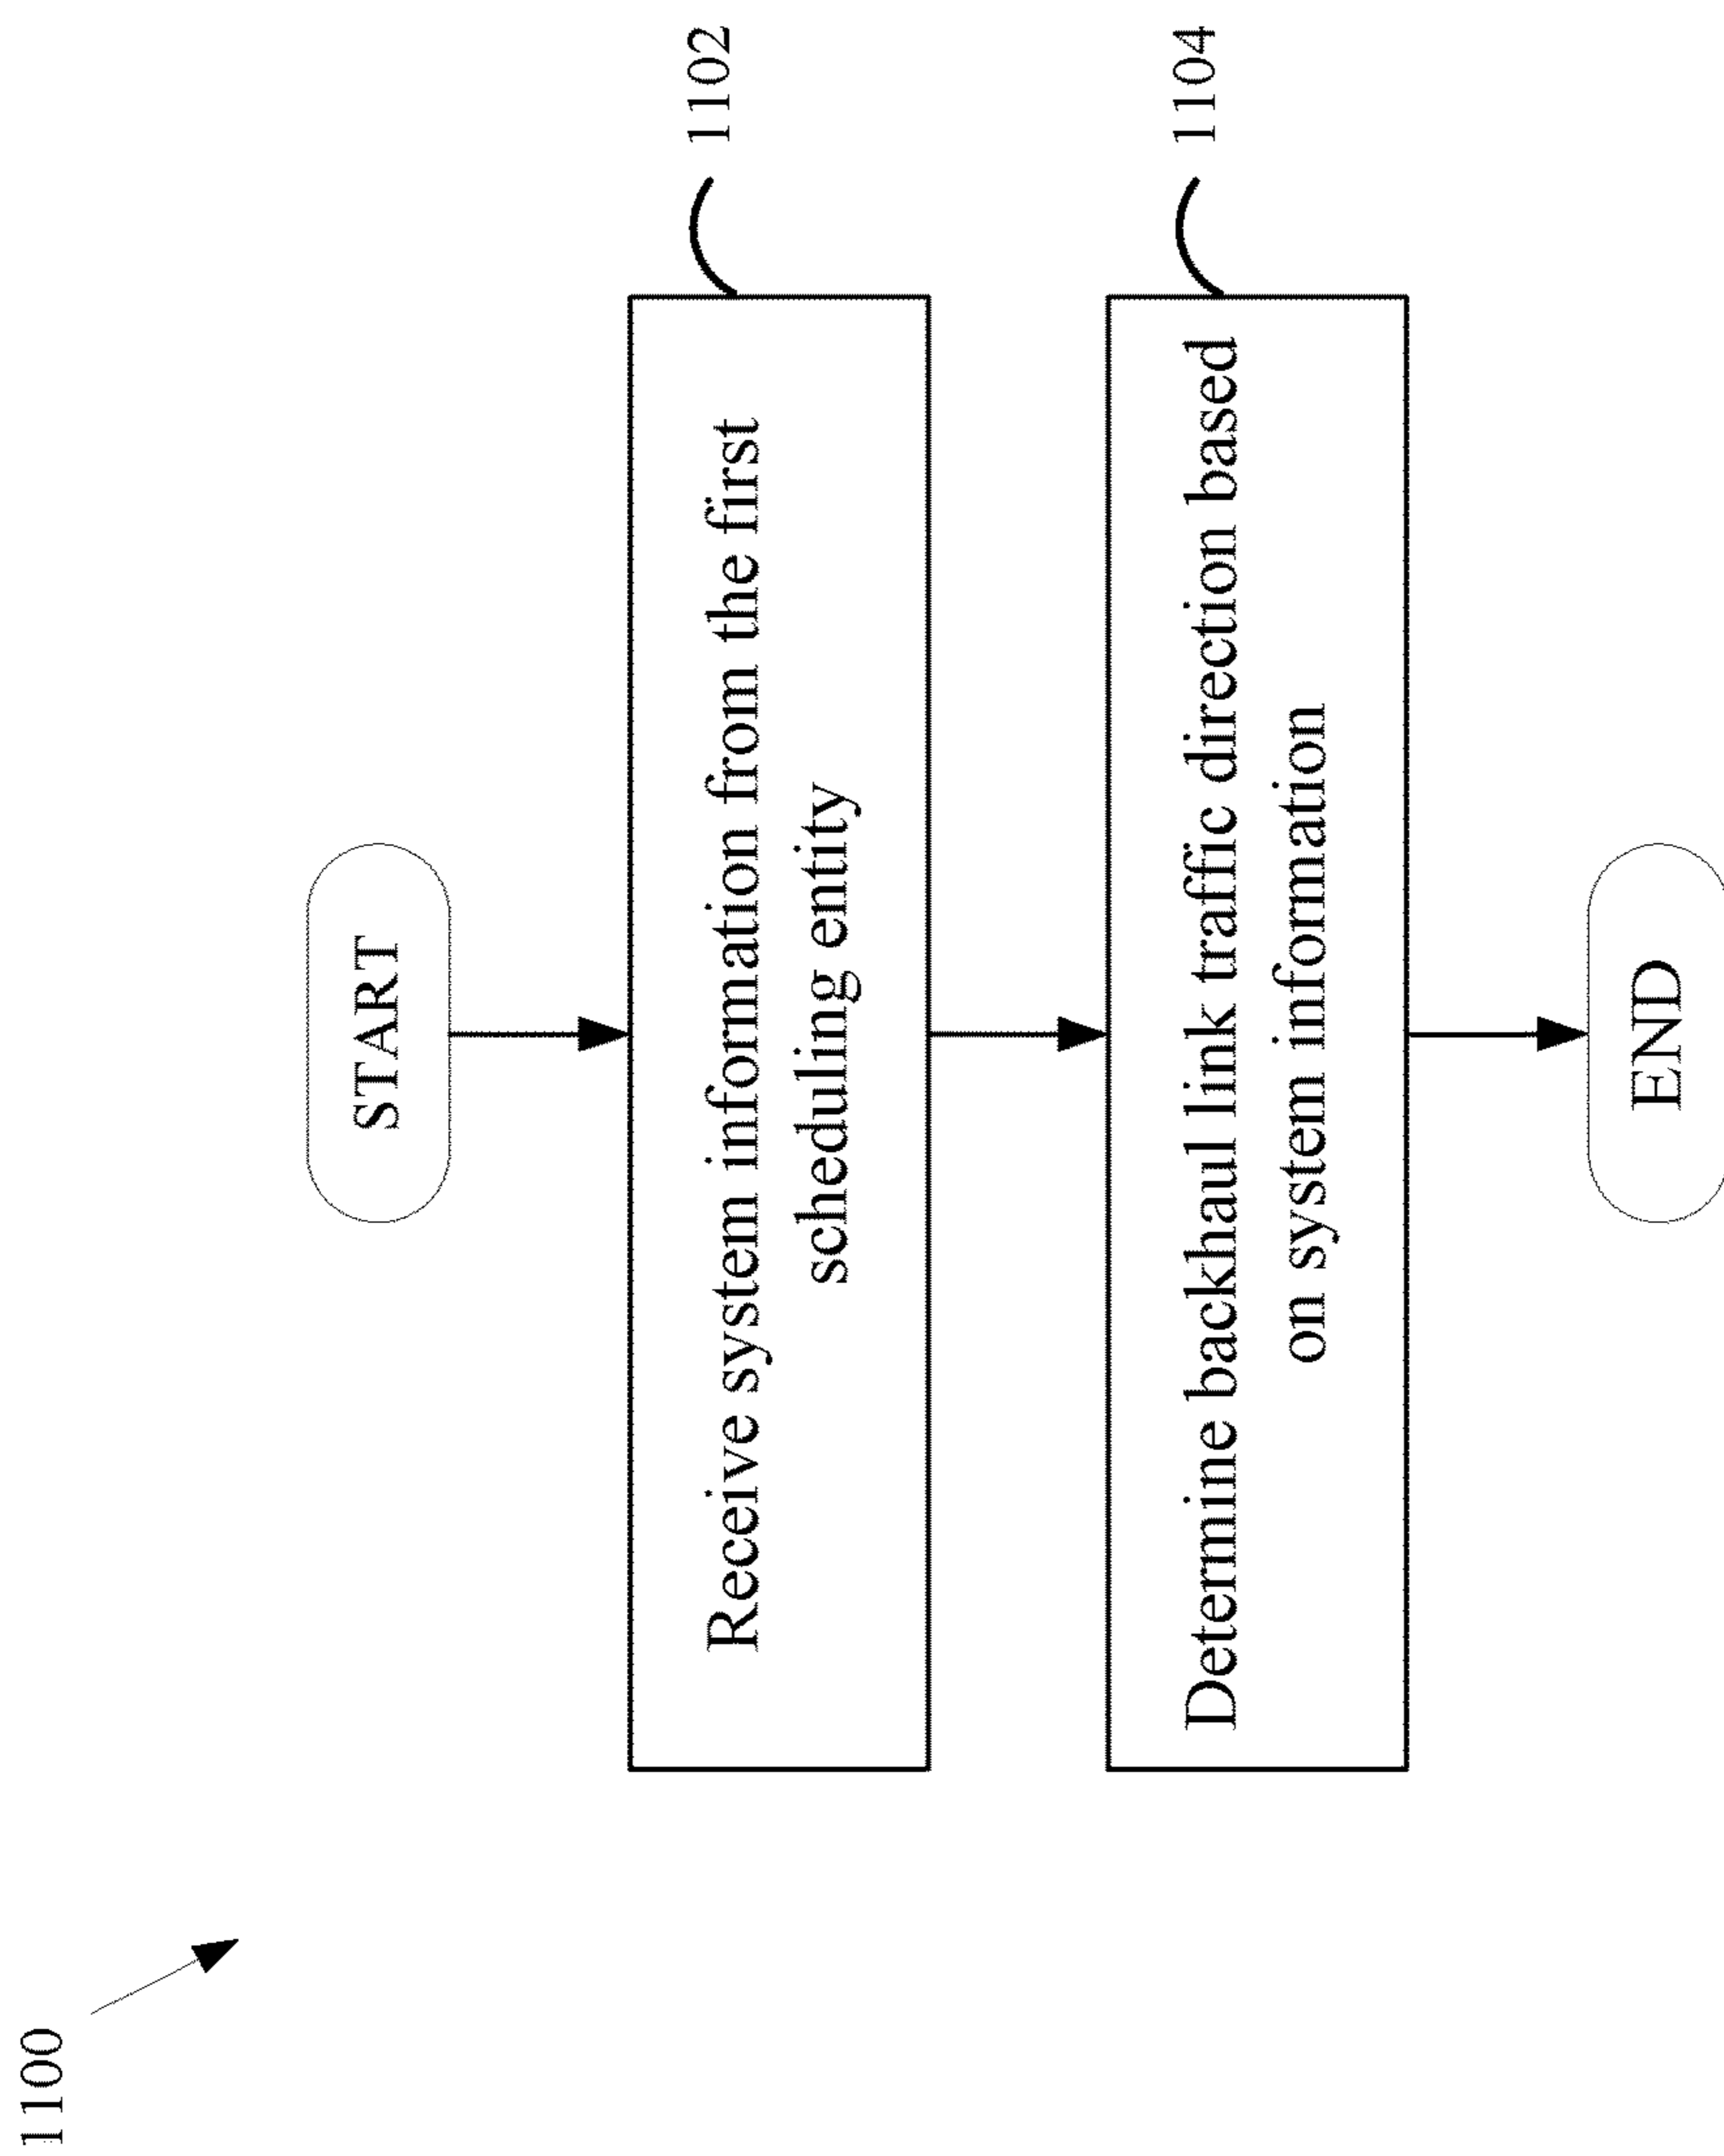 1100
START
Receive system information from the first
scheduling entity
1102
Determine backhaul link traffic direction based
on system information
1104
END